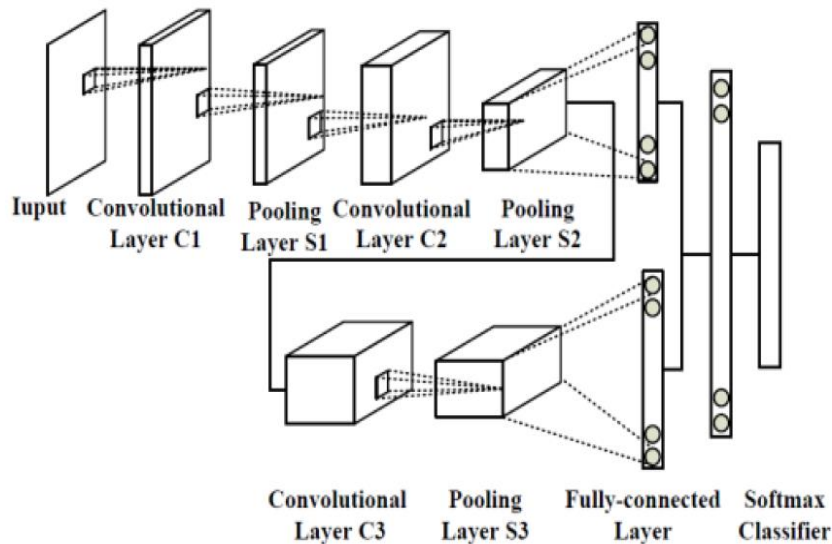 Iuput
Convolutional
Layer C1
Pooling
Layer S1
Convolutional
Layer C2
Pooling
Layer S2
Convolutional
Layer C3
Pooling
Layer S3
Fully-connected
Layer
Softmax
Classifier